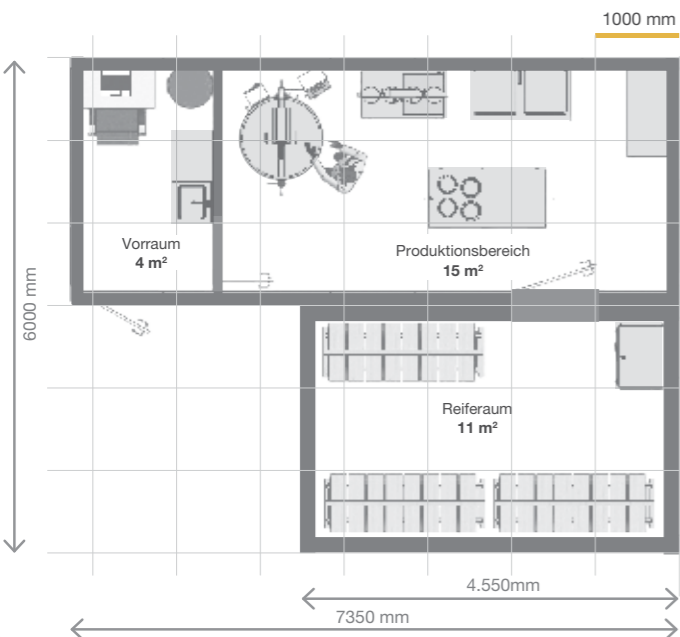 1000 mm
Vorraum
4 m²
Produktionsbereich
15 m²
6000 mm
Reiferaum
11 m²
4.550mm
7350 mm